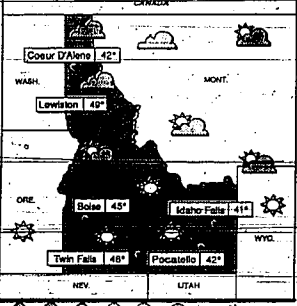 CANADA
Coeur D'Alene 42°
WASH.
MONT.
Lewiston 49°
ORE.
Boise 45°
Idaho Falls 41°
WYO.
Twin Falls 48°
Pocatello 42°
NEV.
UTAH